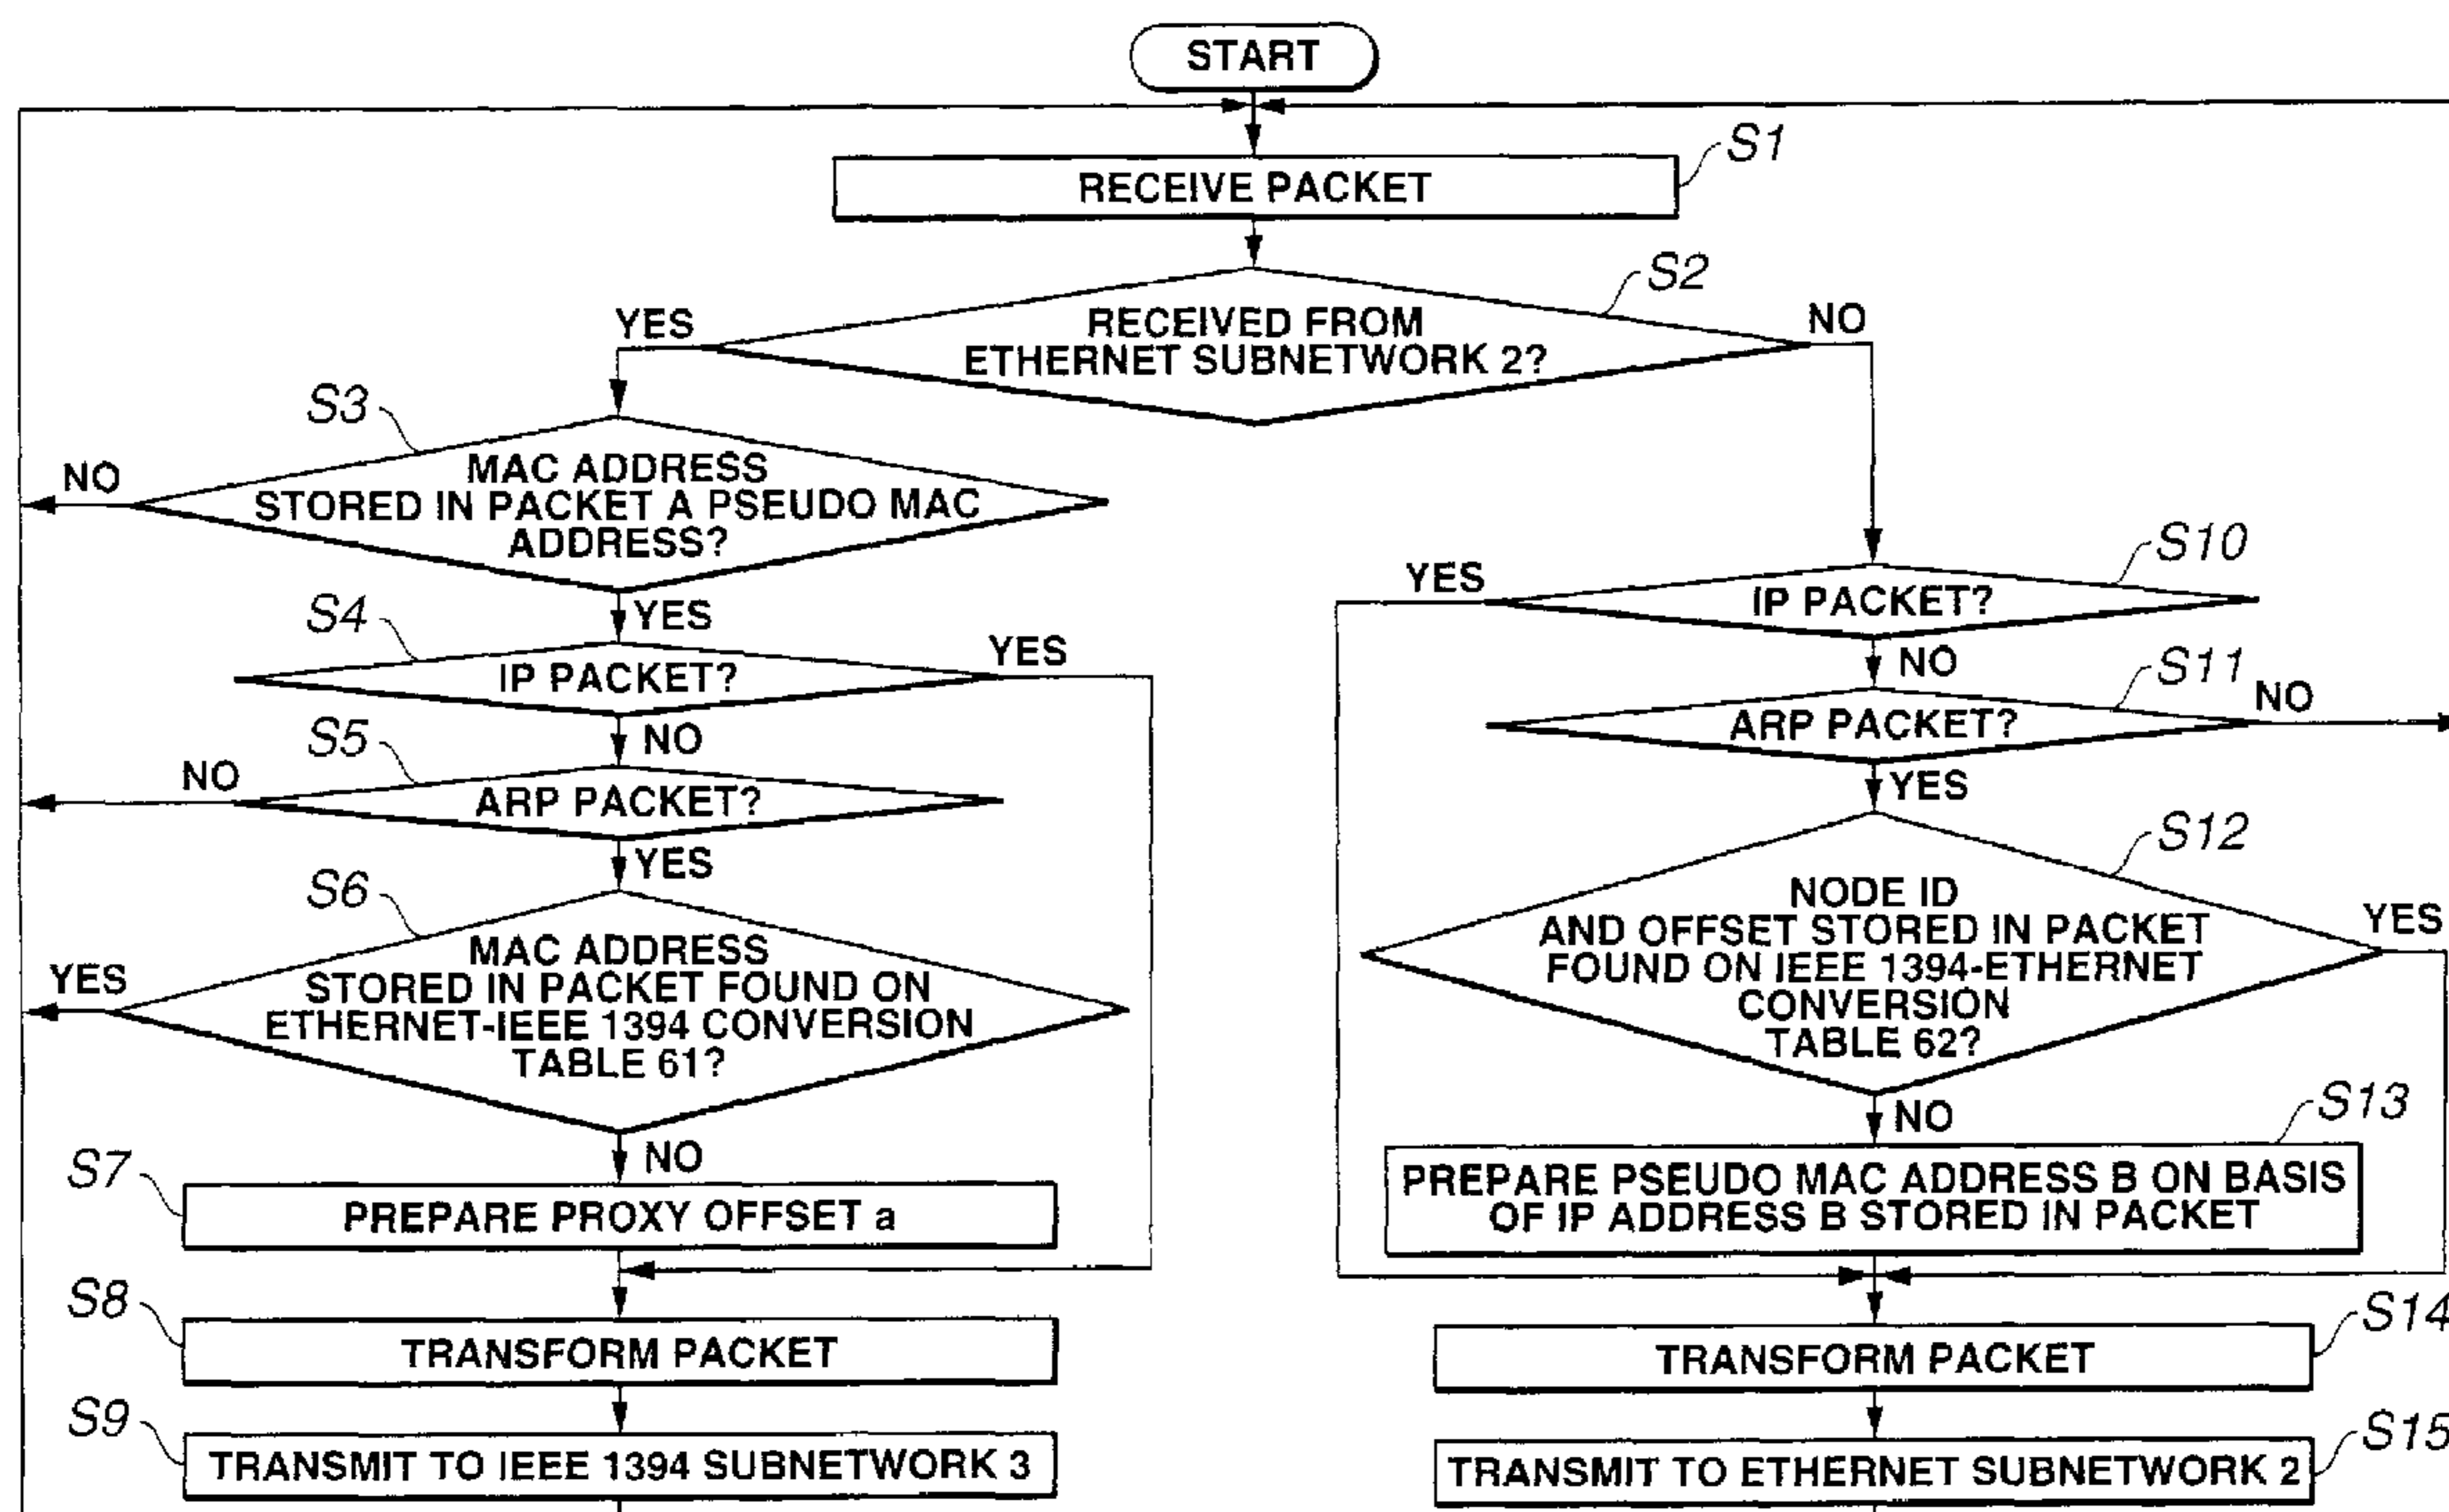 START
S1
RECEIVE PACKET
S2
YES
RECEIVED FROM
ETHERNET SUBNETWORK 2?
NO
S3
NO
MAC ADDRESS
STORED IN PACKET A PSEUDO MAC
ADDRESS?
YES
S4
IP PACKET?
YES
NO
S5
NO
ARP PACKET?
YES
S6
YES
MAC ADDRESS
STORED IN PACKET FOUND ON
ETHERNET-IEEE 1394 CONVERSION
TABLE 61?
NO
S7
PREPARE PROXY OFFSET a
S8
TRANSFORM PACKET
S9
TRANSMIT TO IEEE 1394 SUBNETWORK 3
S10
YES
IP PACKET?
NO
S11
NO
ARP PACKET?
YES
S12
NODE ID
AND OFFSET STORED IN PACKET
FOUND ON IEEE 1394-ETHERNET
CONVERSION
TABLE 62?
YES
NO
S13
PREPARE PSEUDO MAC ADDRESS B ON BASIS
OF IP ADDRESS B STORED IN PACKET
S14
TRANSFORM PACKET
S15
TRANSMIT TO ETHERNET SUBNETWORK 2